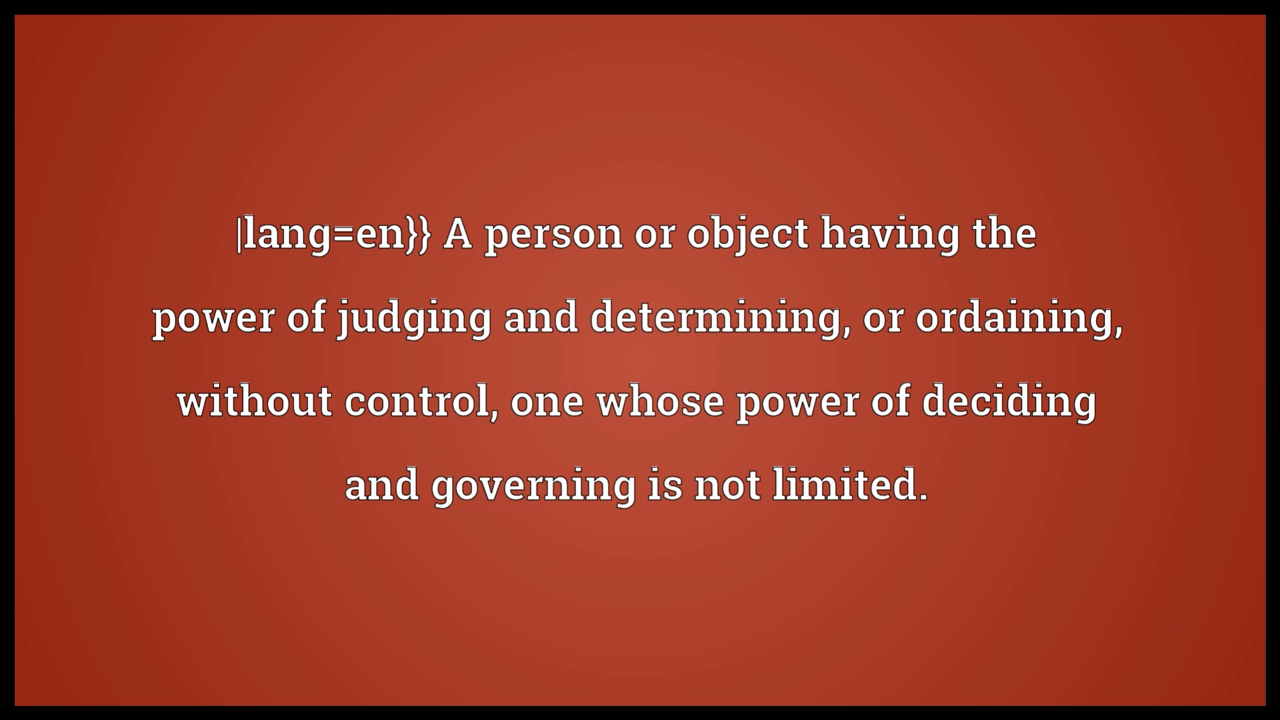 |lang=en}} A person or object having the
power of judging and determining, or ordaining,
without control, one whose power of deciding
and governing is not limited.